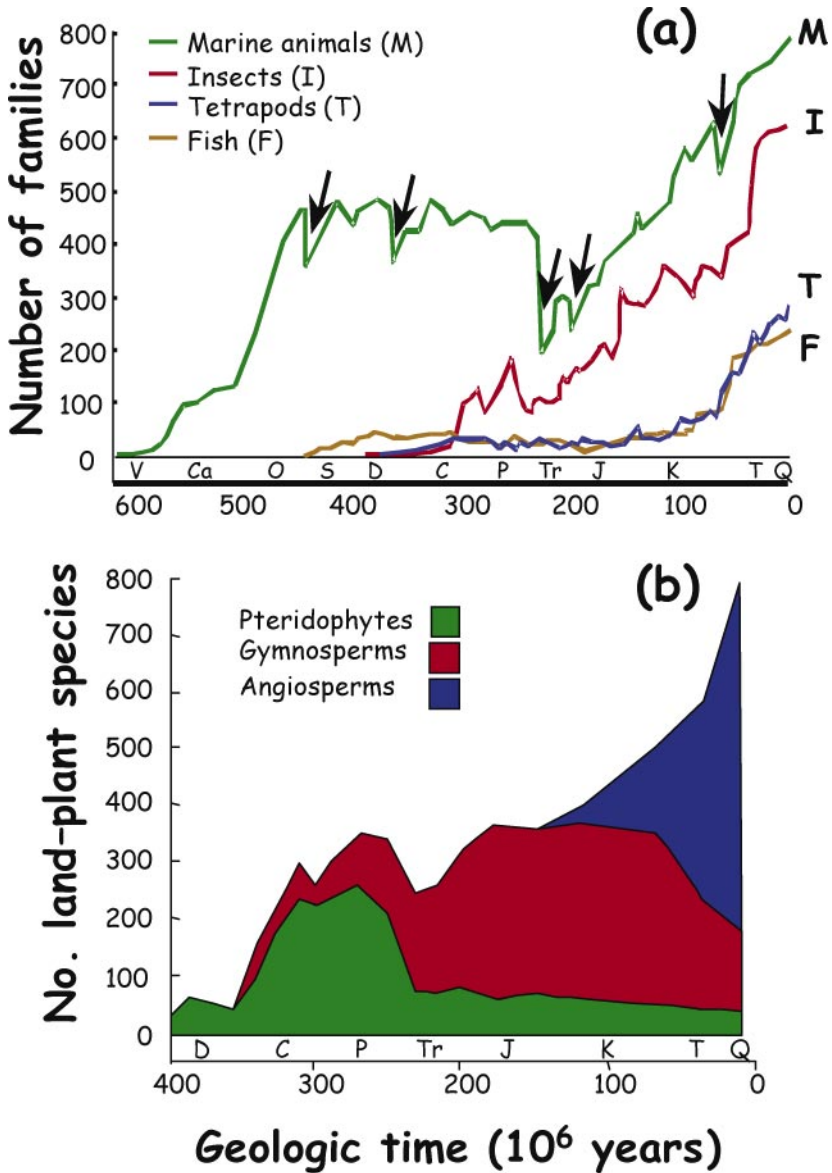 (a)
M
I
T
F
Number of families
800
700
600
500
400
300
200
100
0
Marine animals (M)
Insects (I)
Tetrapods (T)
Fish (F)
V Ca O S D C P Tr J K T Q
600 500 400 300 200 100 0
(b)
No. land-plant species
800
700
600
500
400
300
200
100
0
Pteridophytes
Gymnosperms
Angiosperms
D C P Tr J K T Q
400 300 200 100 0
Geologic time (10⁶ years)